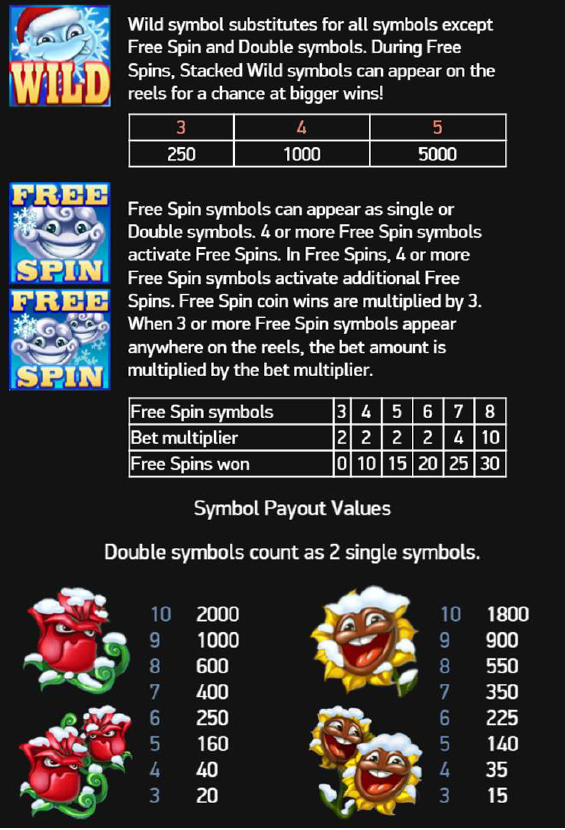 WILD
Wild symbol substitutes for all symbols except
Free Spin and Double symbols. During Free
Spins, Stacked Wild symbols can appear on the
reels for a chance at bigger wins!
3 4 5
250 1000 5000
FREE
SPIN
FREE
SPIN
Free Spin symbols can appear as single or
Double symbols. 4 or more Free Spin symbols
activate Free Spins. In Free Spins, 4 or more
Free Spin symbols activate additional Free
Spins. Free Spin coin wins are multiplied by 3.
When 3 or more Free Spin symbols appear
anywhere on the reels, the bet amount is
multiplied by the bet multiplier.
Free Spin symbols 3 4 5 6 7 8
Bet multiplier 2 2 2 2 4 10
Free Spins won 0 10 15 20 25 30
Symbol Payout Values
Double symbols count as 2 single symbols.
10 2000
9 1000
8 600
7 400
6 250
5 160
4 40
3 20
10 1800
9 900
8 550
7 350
6 225
5 140
4 35
3 15